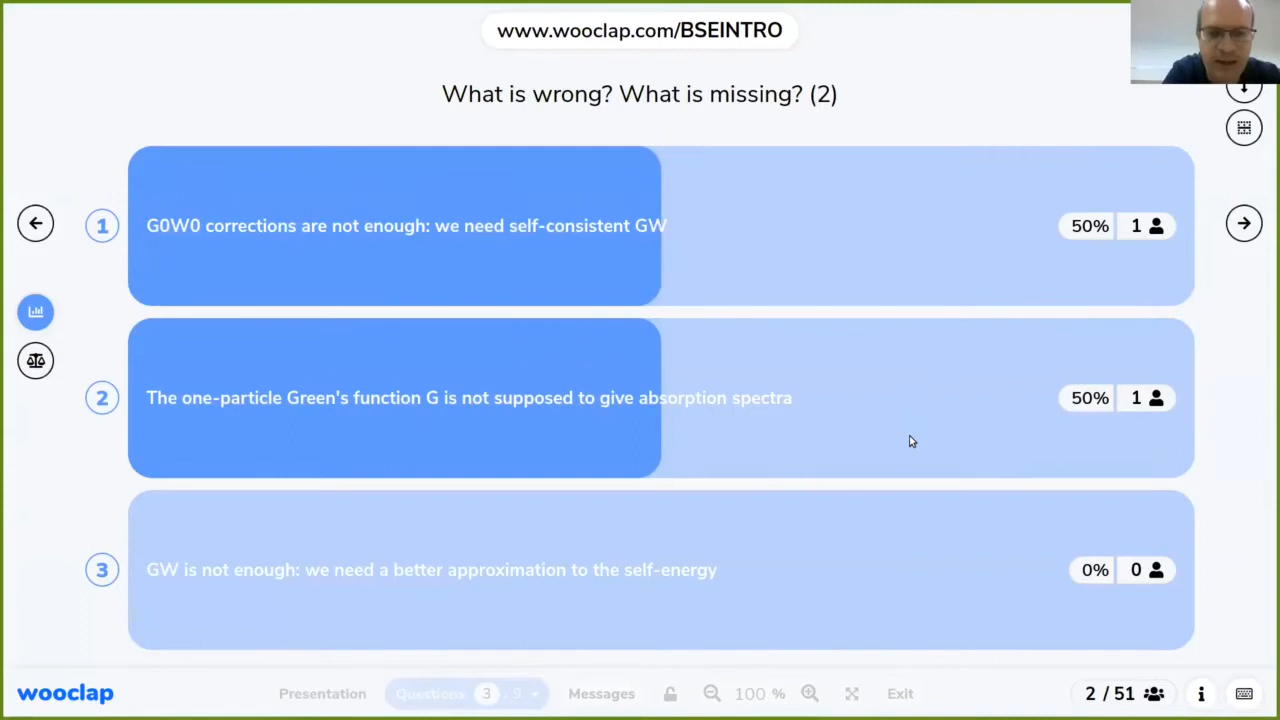 www.wooclap.com/BSEINTRO
What is wrong? What is missing? (2)
1 G0W0 corrections are not enough: we need self-consistent GW 50% 1
2 The one-particle Green's function G is not supposed to give absorption spectra 50% 1
3 GW is not enough: we need a better approximation to the self-energy 0% 0
wooclap Presentation Questions 3 / 9 Messages 100 % Exit 2 / 51